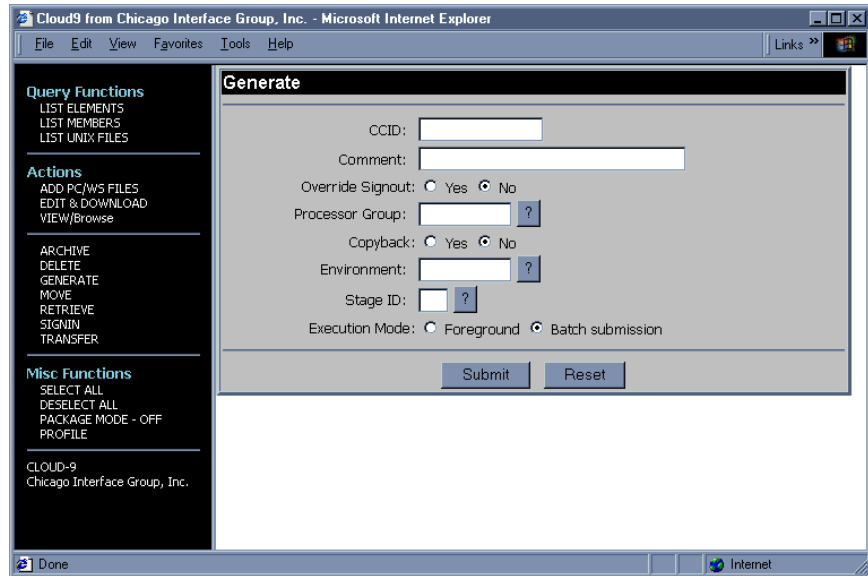 Cloud9 from Chicago Interface Group, Inc. - Microsoft Internet Explorer
File Edit View Favorites Tools Help Links »
Query Functions
LIST ELEMENTS
LIST MEMBERS
LIST UNIX FILES
Actions
ADD PC/WS FILES
EDIT & DOWNLOAD
VIEW/Browse
ARCHIVE
DELETE
GENERATE
MOVE
RETRIEVE
SIGNIN
TRANSFER
Misc Functions
SELECT ALL
DESELECT ALL
PACKAGE MODE - OFF
PROFILE
CLOUD-9
Chicago Interface Group, Inc.
Generate
CCID:
Comment:
Override Signout: Yes No
Processor Group: ?
Copyback: Yes No
Environment: ?
Stage ID: ?
Execution Mode: Foreground Batch submission
Submit Reset
Done Internet